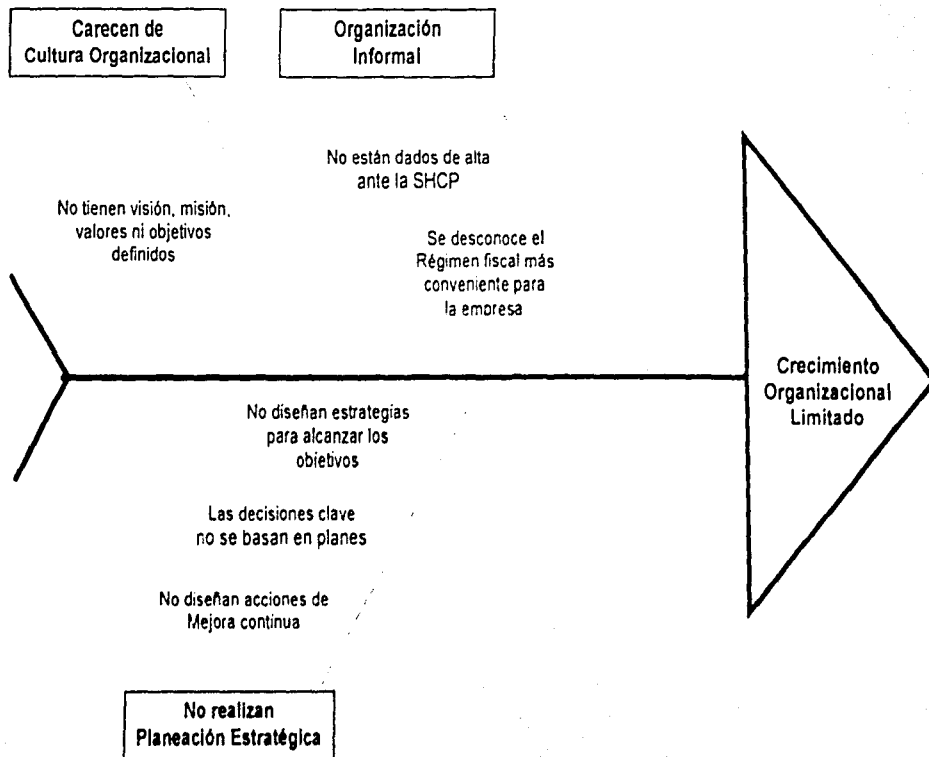 Carecen de
Cultura Organizacional
Organización
Informal
No están dados de alta
ante la SHCP
No tienen visión, misión,
valores ni objetivos
definidos
Se desconoce el
Régimen fiscal más
conveniente para
la empresa
Crecimiento
Organizacional
Limitado
No diseñan estrategias
para alcanzar los
objetivos
Las decisiones clave
no se basan en planes
No diseñan acciones de
Mejora continua
No realizan
Planeación Estratégica